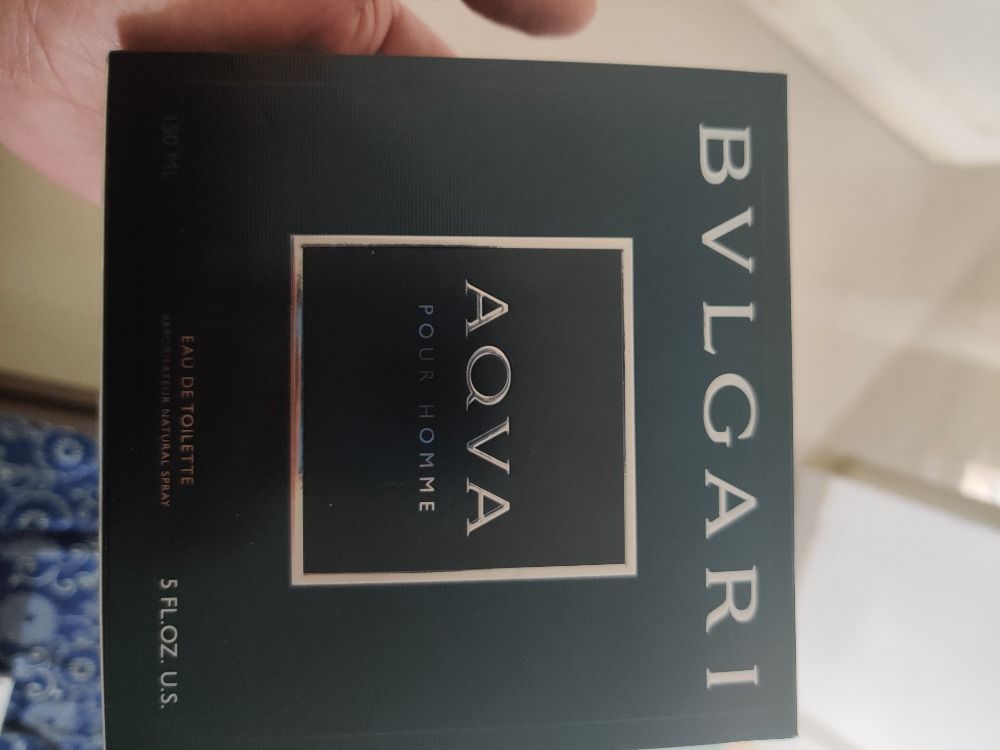 BVLGARI
AQVA
POUR HOMME
EAU DE TOILETTE
150 ML VAPORISATEUR NATURAL SPRAY 5 FL.OZ. U.S.